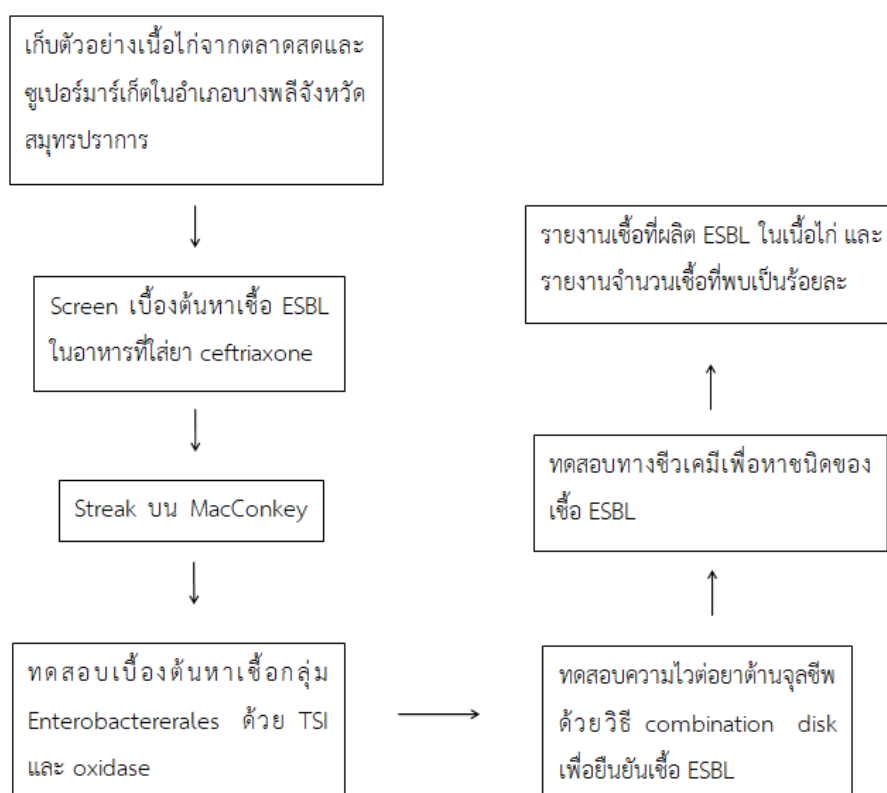 เก็บตัวอย่างเนื้อไก่จากตลาดสดและ
ซูเปอร์มาร์เก็ตในอำเภอบางพลีจังหวัด
สมุทรปราการ
Screen เบื้องต้นหาเชื้อ ESBL
ในอาหารที่ใส่ยา ceftriaxone
Streak บน MacConkey
ทดสอบเบื้องต้นหาเชื้อกลุ่ม
Enterobactererales ด้วย TSI
และ oxidase
ทดสอบความไวต่อยาต้านจุลชีพ
ด้วยวิธี combination disk
เพื่อยืนยันเชื้อ ESBL
ทดสอบทางชีวเคมีเพื่อหาชนิดของ
เชื้อ ESBL
รายงานเชื้อที่ผลิต ESBL ในเนื้อไก่ และ
รายงานจำนวนเชื้อที่พบเป็นร้อยละ